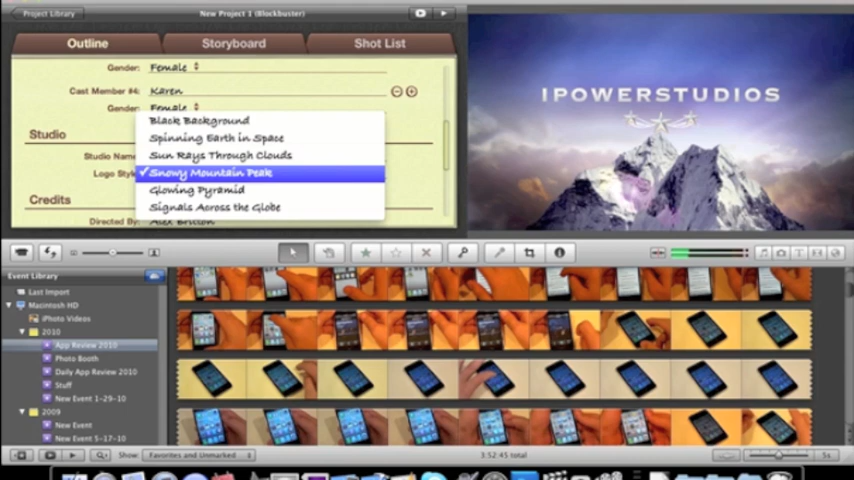 Project Library
New Project 1 (Blockbuster)
Outline
Storyboard
Shot List
Gender: Female
Cast Member #4: Karen
Gender: Female
Black Background
Studio
Spinning Earth in Space
Studio Name
Sun Rays Through Clouds
Logo Style
Snowy Mountain Peak
Credits
Glowing Pyramid
Signals Across the Globe
Directed By: Alex Britton
IPOWERSTUDIOS
Event Library
Last Import
Macintosh HD
iPhoto Videos
2010
App Review 2010
Photo Booth
Daily App Review 2010
Stuff
New Event 1-29-10
2009
New Event
New Event 5-17-10
Show: Favorites and Unmarked
3:52:45 total
5s